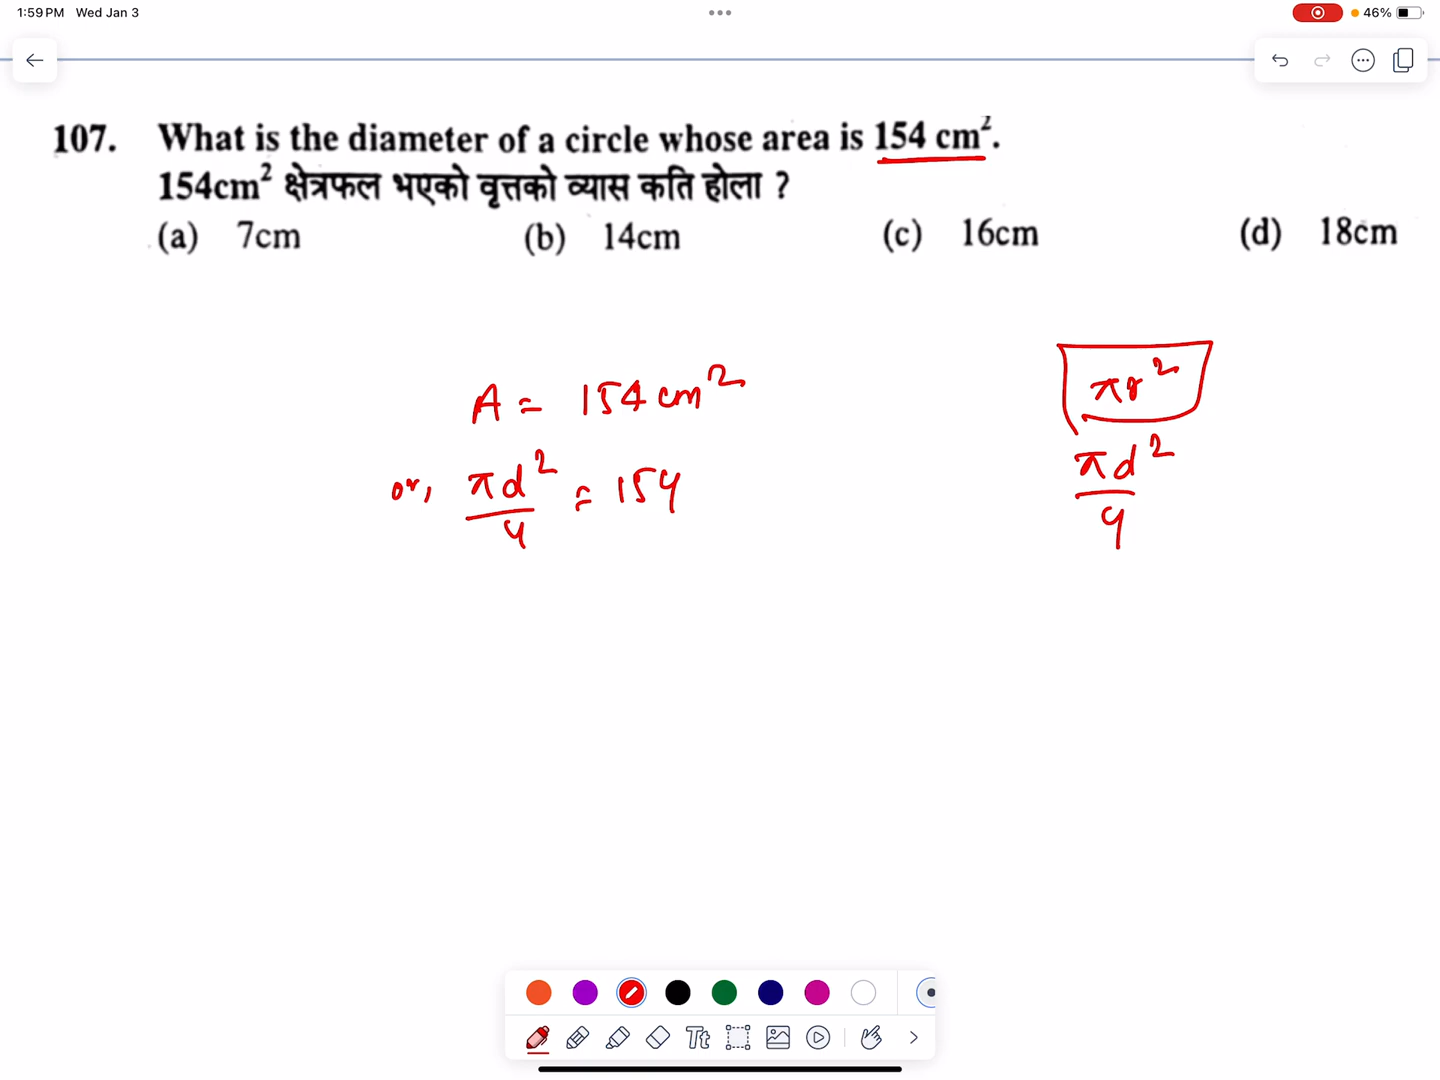 1:59 PM Wed Jan 3
46%
107. What is the diameter of a circle whose area is 154 cm².
154cm² क्षेत्रफल भएको वृत्तको व्यास कति होला ?
(a) 7cm (b) 14cm (c) 16cm (d) 18cm
A = 154 cm²
πr²
or, πd²/4 = 154
πd²/4
Tt